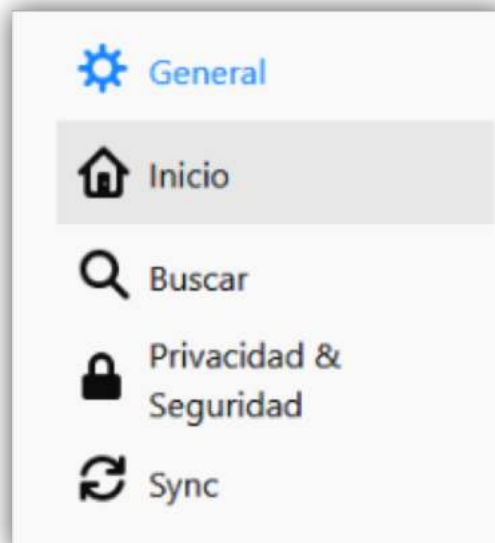 General
Inicio
Buscar
Privacidad &
Seguridad
Sync